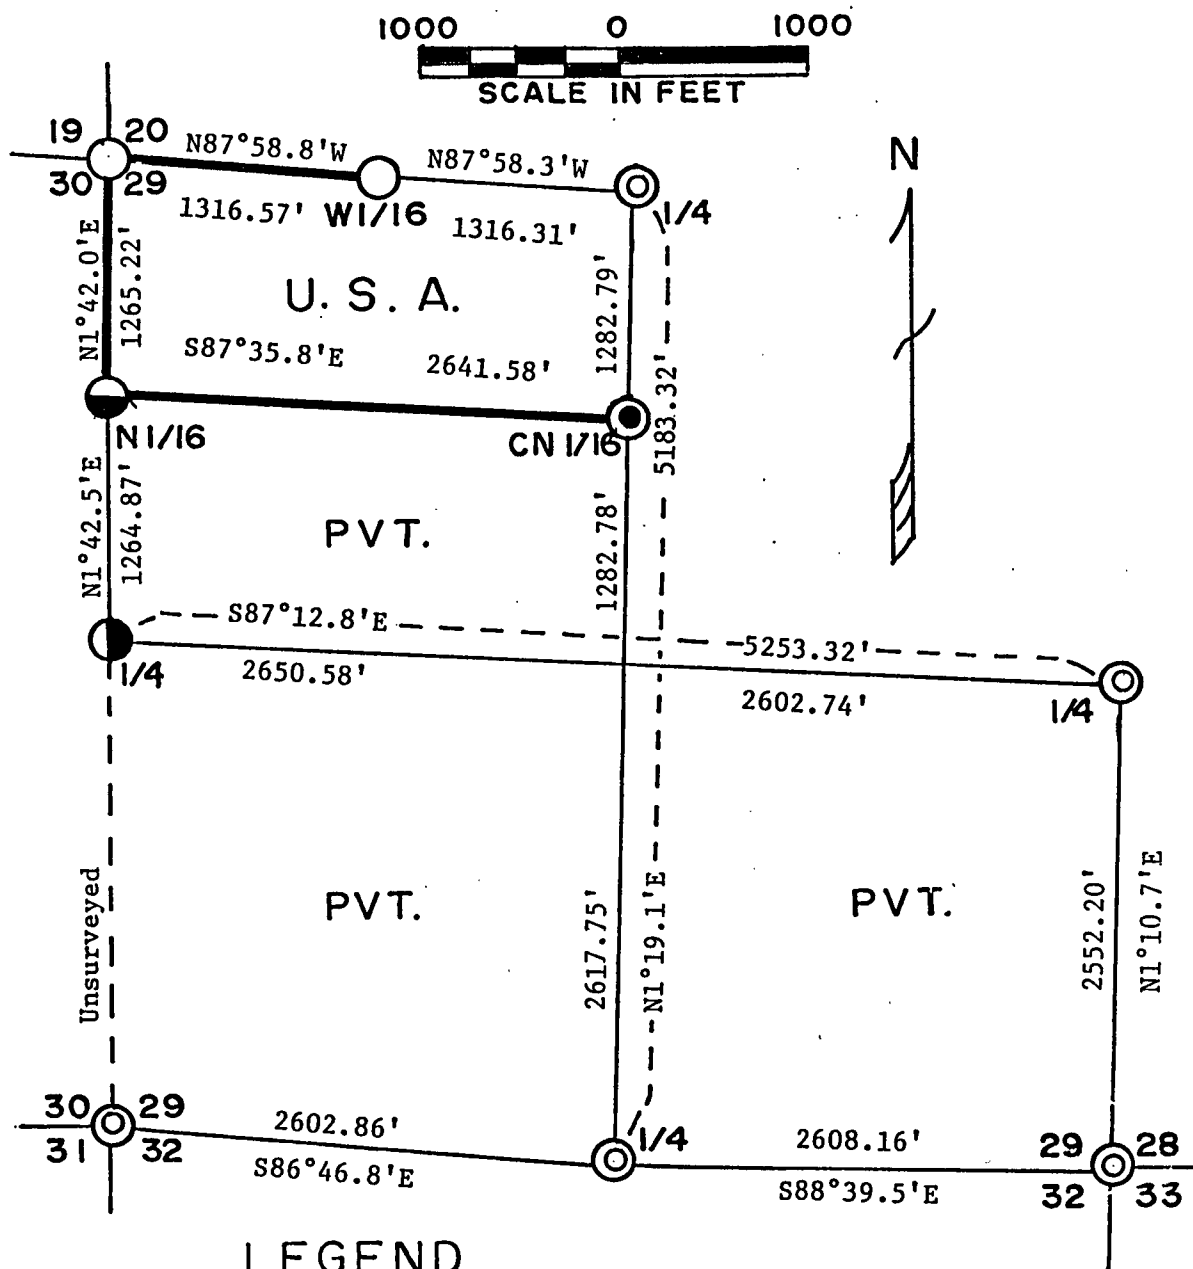 1000 0 1000
SCALE IN FEET
19 20
30 29
N87°58.8'W
N87°58.3'W
N
1316.57'
W1/16
1316.31'
1/4
N1°42.0'E
1265.22'
U. S. A.
1282.79'
S87°35.8'E
2641.58'
5183.32'
N1/16
CN 1/16
N1°42.5'E
1264.87'
PVT.
1282.78'
S87°12.8'E
5253.32'
1/4
2650.58'
2602.74'
1/4
Unsurveyed
PVT.
2617.75'
N1°19.1'E
PVT.
2552.20'
N1°10.7'E
30 29
31 32
2602.86'
S86°46.8'E
1/4
2608.16'
S88°39.5'E
29 28
32 33
LEGEND